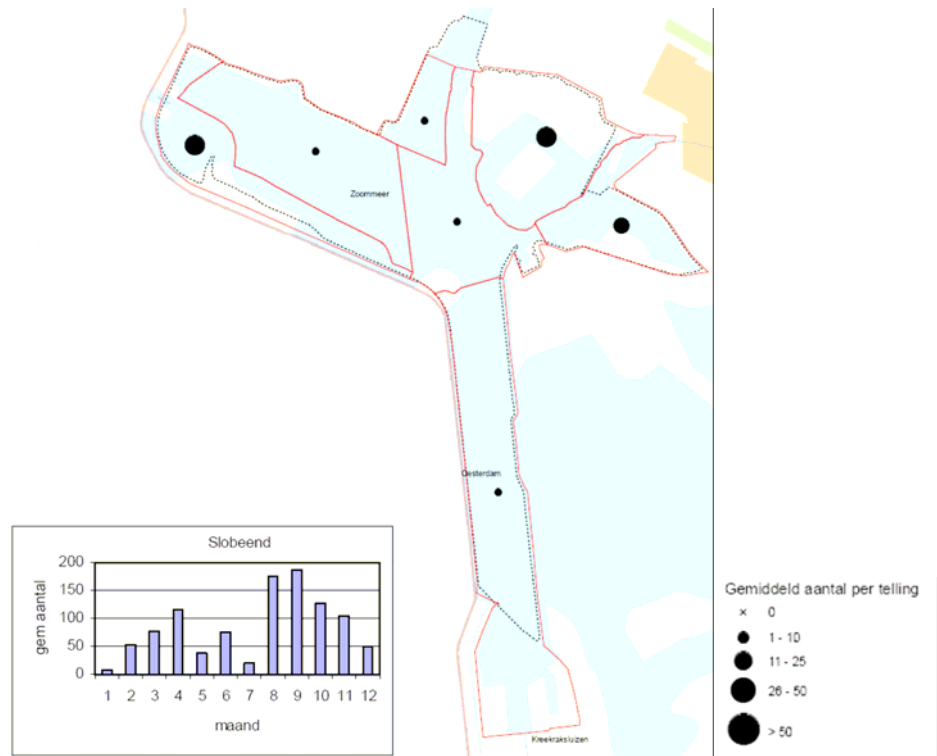 Zoommeer
Oesterdam
Kreekraksluizen
Slobeend
gem aantal
200
150
100
50
0
1 2 3 4 5 6 7 8 9 10 11 12
maand
Gemiddeld aantal per telling
× 0
1 - 10
11 - 25
26 - 50
> 50